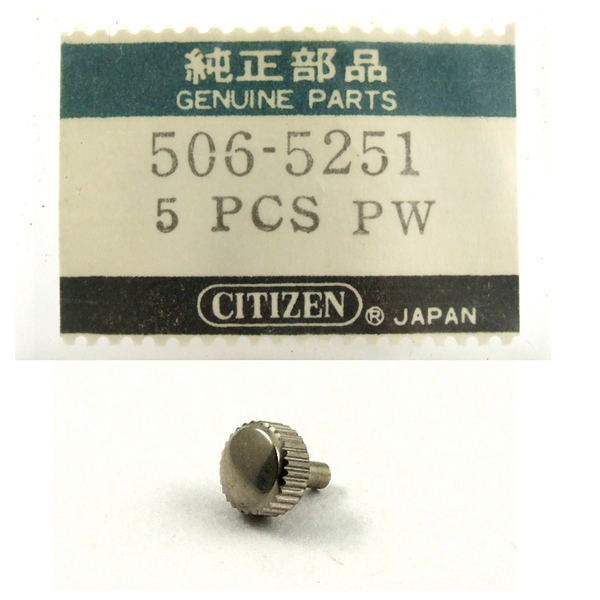 純正部品
GENUINE PARTS
506-5251
5 PCS PW
CITIZEN ® JAPAN